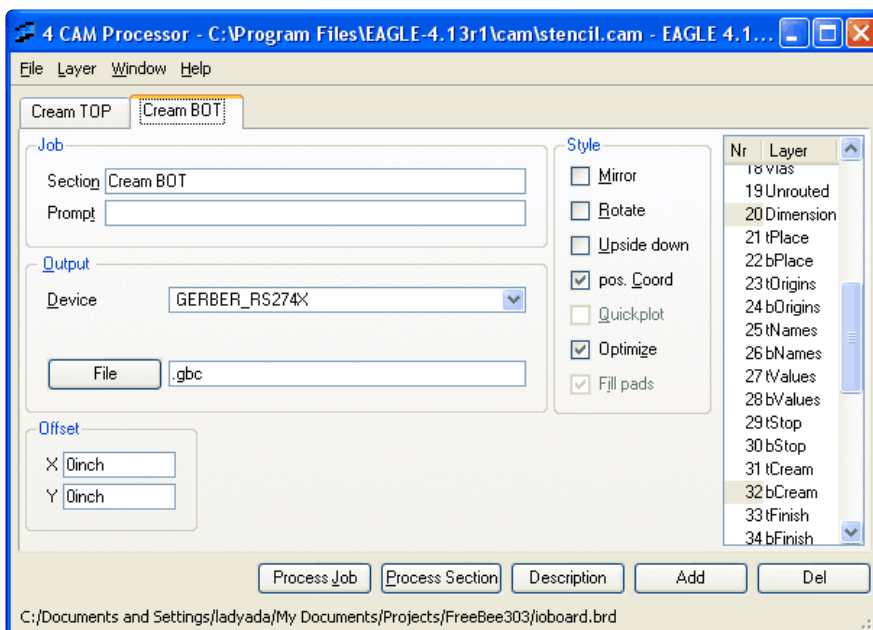 4 CAM Processor - C:\Program Files\EAGLE-4.13r1\cam\stencil.cam - EAGLE 4.1...
File Layer Window Help
Cream TOP Cream BOT
Job
Section Cream BOT
Prompt
Output
Device GERBER_RS274X
File .gbc
Offset
X 0inch
Y 0inch
Style
Mirror
Rotate
Upside down
pos. Coord
Quickplot
Optimize
Fill pads
Nr Layer
18 Vias
19 Unrouted
20 Dimension
21 tPlace
22 bPlace
23 tOrigins
24 bOrigins
25 tNames
26 bNames
27 tValues
28 bValues
29 tStop
30 bStop
31 tCream
32 bCream
33 tFinish
34 bFinish
Process Job Process Section Description Add Del
C:/Documents and Settings/ladyada/My Documents/Projects/FreeBee303/ioboard.brd